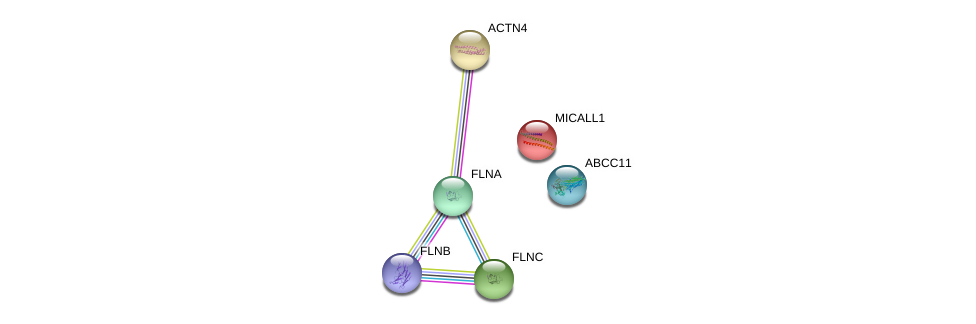 ACTN4
MICALL1
ABCC11
FLNA
FLNB
FLNC